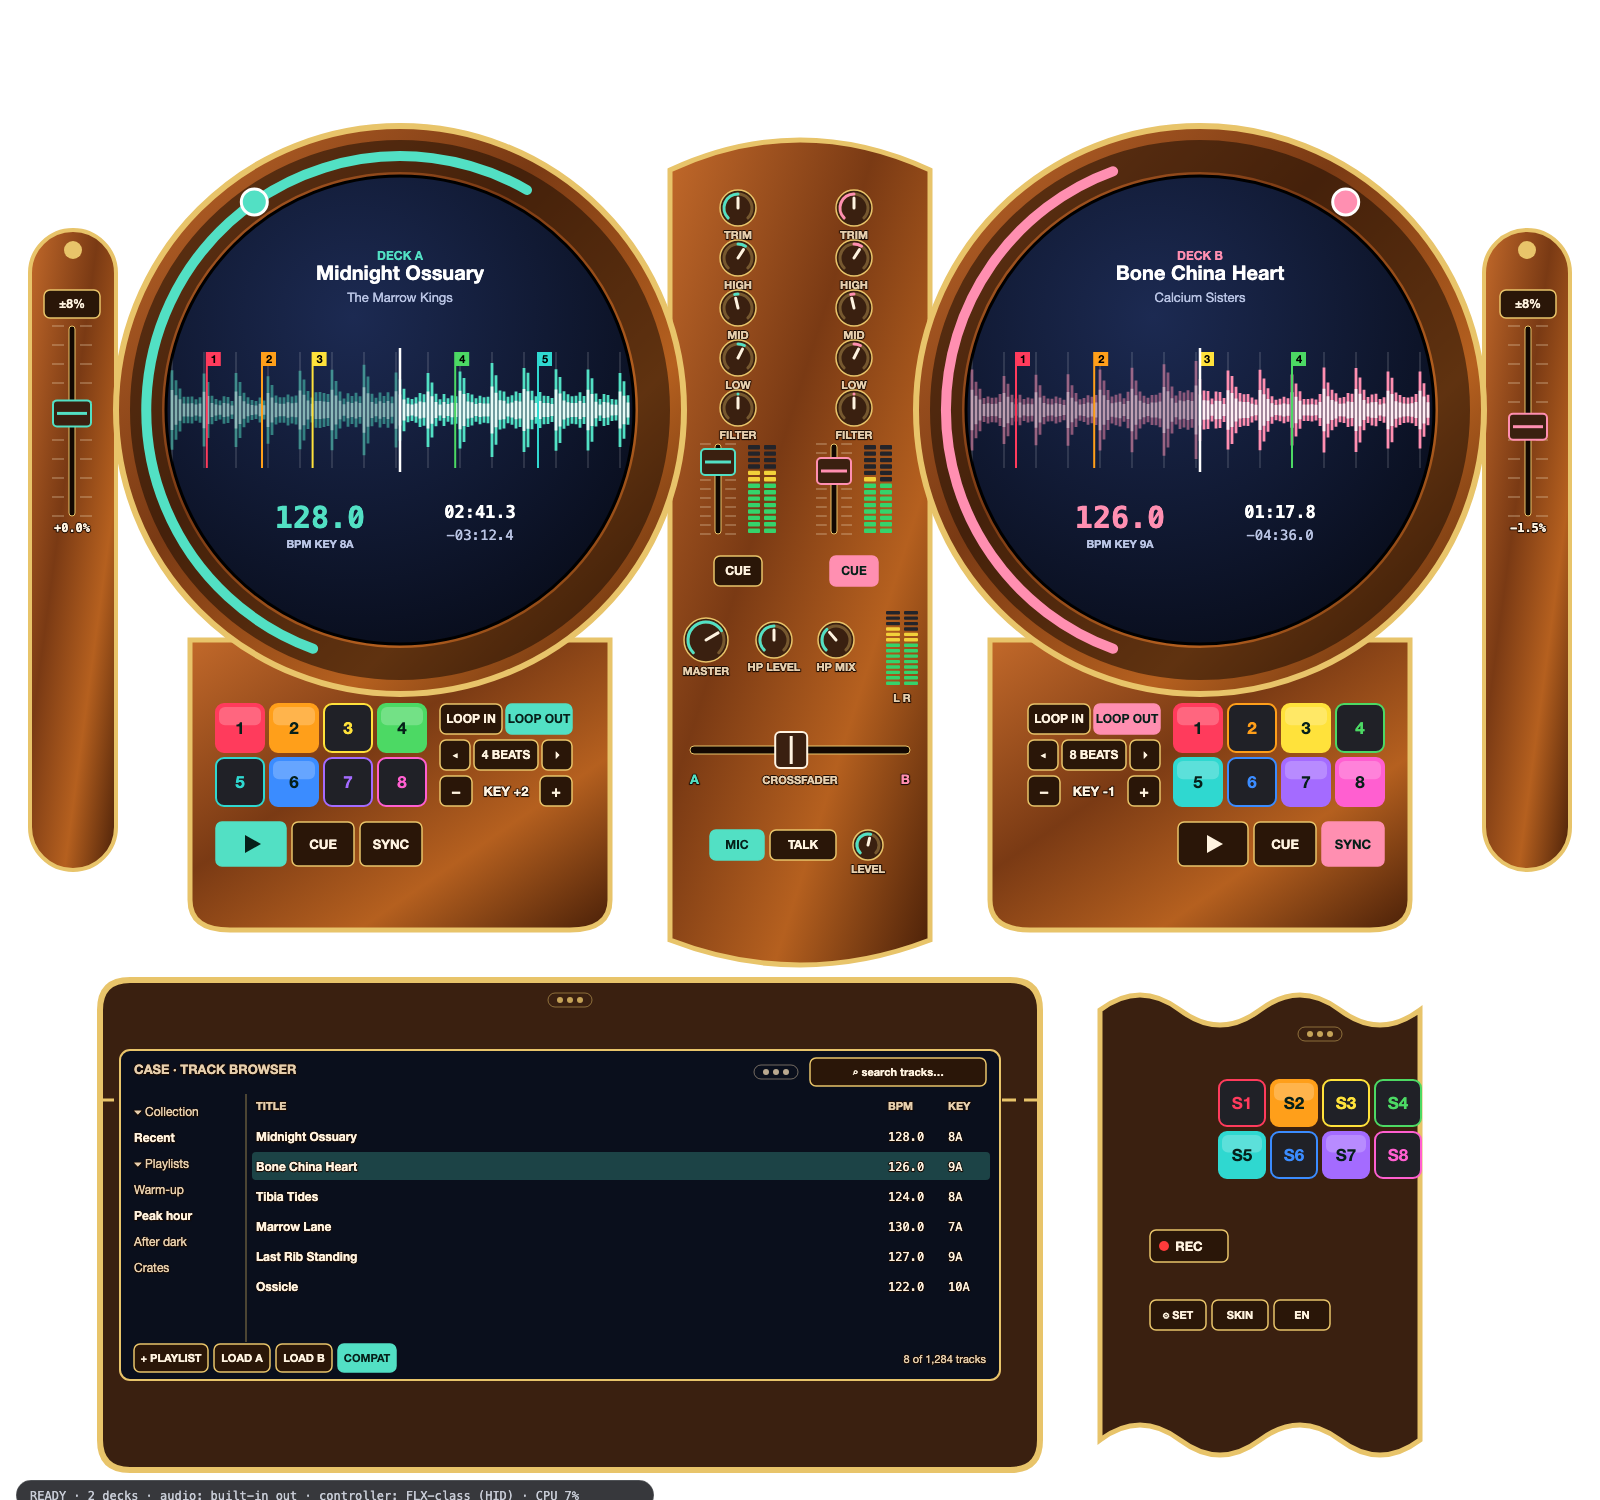 DECK A
Midnight Ossuary
The Marrow Kings
1 2 3 4 5
128.0
BPM KEY 8A
02:41.3
−03:12.4
±8%
+0.0%
TRIM TRIM
HIGH HIGH
MID MID
LOW LOW
FILTER FILTER
CUE CUE
MASTER HP LEVEL HP MIX
L R
A CROSSFADER B
MIC TALK
LEVEL
DECK B
Bone China Heart
Calcium Sisters
1 2 3 4
126.0
BPM KEY 9A
01:17.8
−04:36.0
±8%
−1.5%
1 2 3 4 LOOP IN LOOP OUT
4 BEATS
5 6 7 8
− KEY +2 +
CUE SYNC
LOOP IN LOOP OUT 1 2 3 4
8 BEATS
− KEY -1 +
5 6 7 8
CUE SYNC
CASE · TRACK BROWSER
search tracks...
Collection
Recent
Playlists
Warm-up
Peak hour
After dark
Crates
TITLE BPM KEY
Midnight Ossuary 128.0 8A
Bone China Heart 126.0 9A
Tibia Tides 124.0 8A
Marrow Lane 130.0 7A
Last Rib Standing 127.0 9A
Ossicle 122.0 10A
+ PLAYLIST LOAD A LOAD B COMPAT
8 of 1,284 tracks
S1 S2 S3 S4
S5 S6 S7 S8
REC
SET SKIN EN
READY · 2 decks · audio: built-in out · controller: FLX-class (HID) · CPU 7%